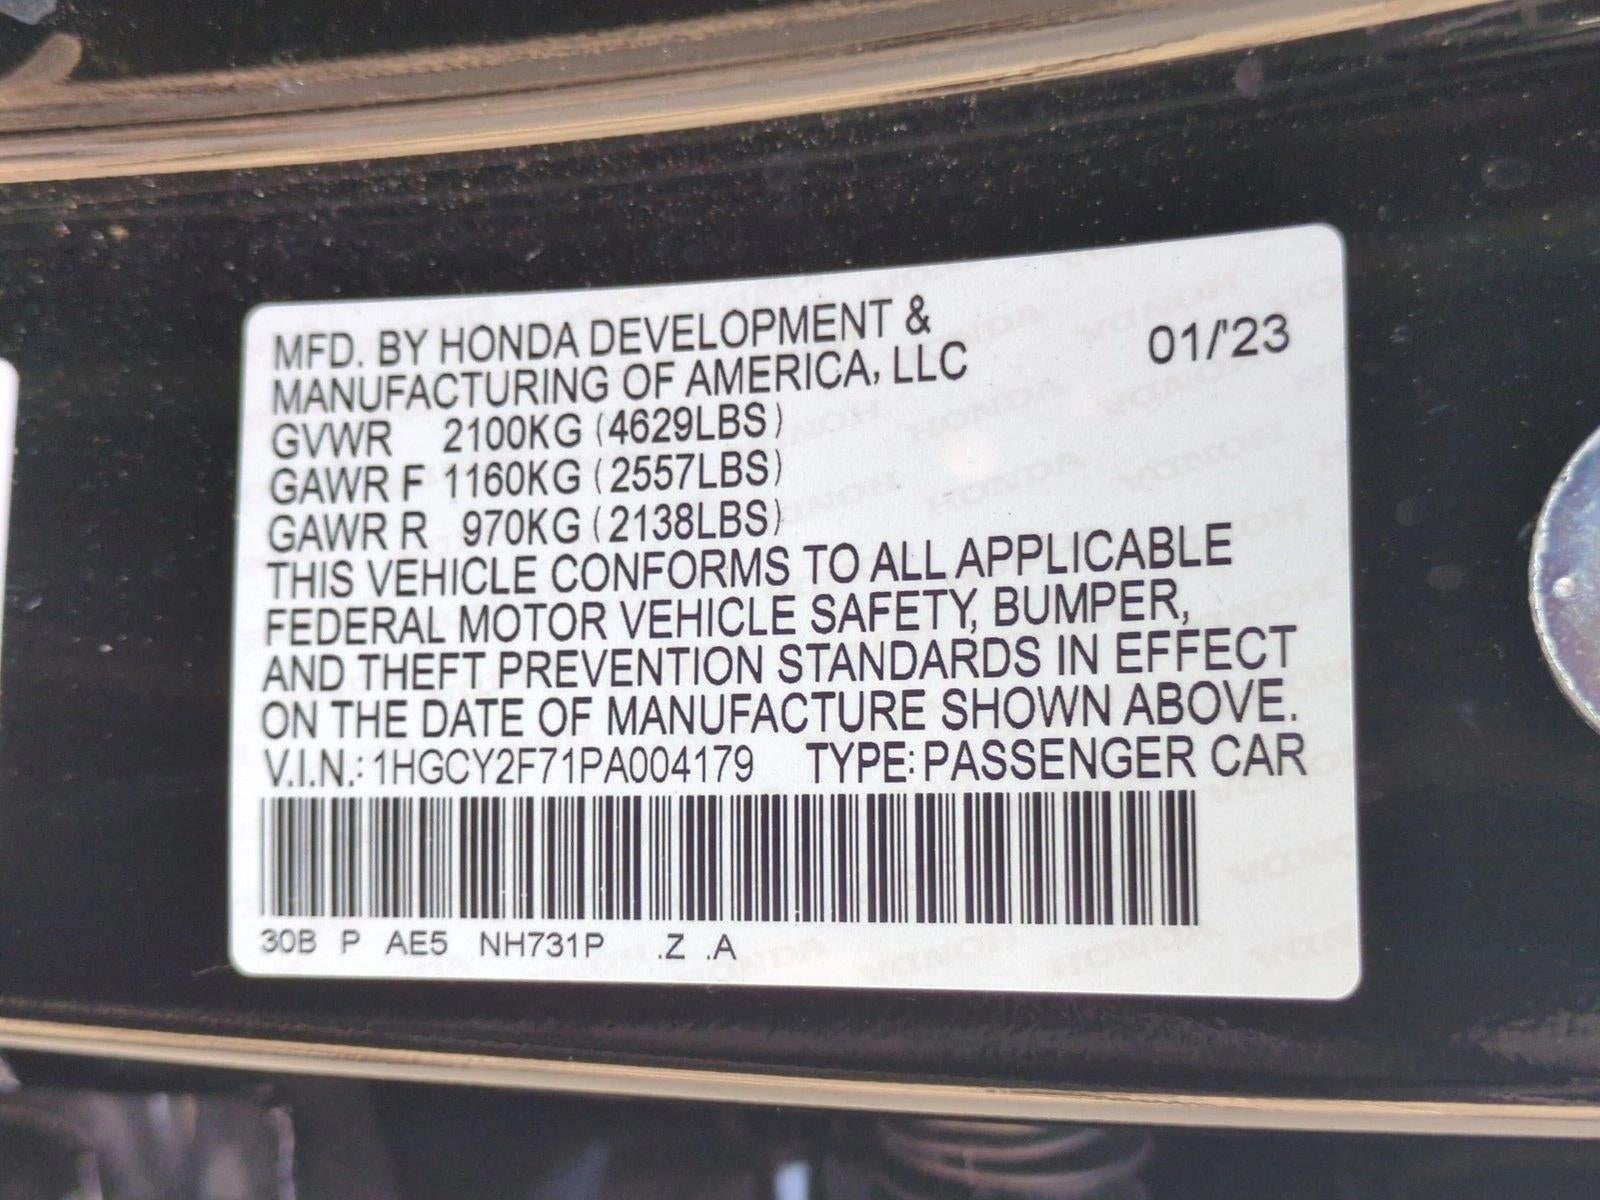 MFD. BY HONDA DEVELOPMENT & 01/'23
MANUFACTURING OF AMERICA, LLC
GVWR 2100KG (4629LBS)
GAWR F 1160KG (2557LBS)
GAWR R 970KG (2138LBS)
THIS VEHICLE CONFORMS TO ALL APPLICABLE
FEDERAL MOTOR VEHICLE SAFETY, BUMPER,
AND THEFT PREVENTION STANDARDS IN EFFECT
ON THE DATE OF MANUFACTURE SHOWN ABOVE.
V.I.N.: 1HGCY2F71PA004179 TYPE: PASSENGER CAR
30B P AE5 NH731P .Z .A